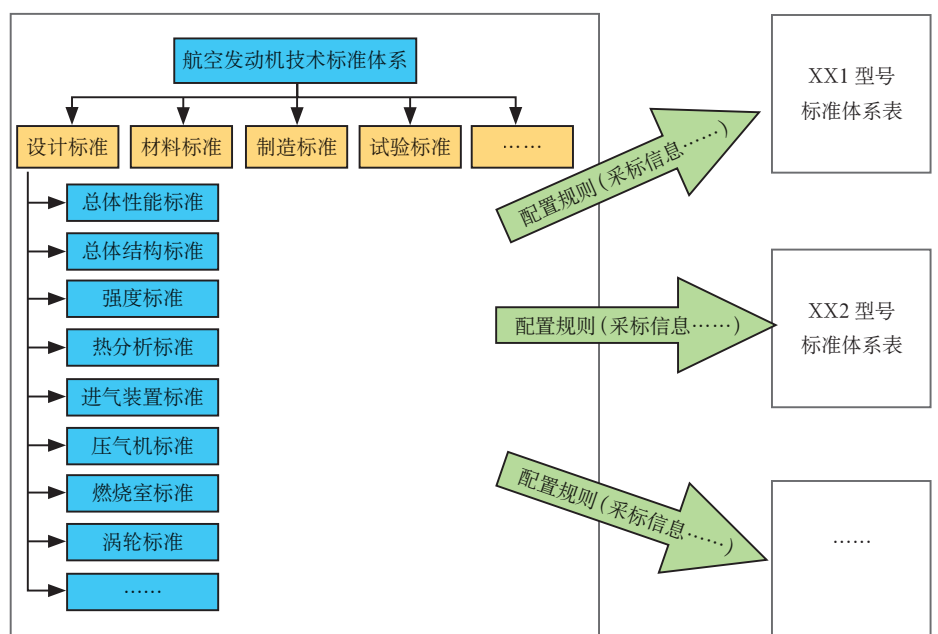 航空发动机技术标准体系
设计标准
材料标准
制造标准
试验标准
……
总体性能标准
总体结构标准
强度标准
热分析标准
进气装置标准
压气机标准
燃烧室标准
涡轮标准
……
配置规则(采标信息……)
配置规则(采标信息……)
配置规则(采标信息……)
XX1 型号
标准体系表
XX2 型号
标准体系表
……